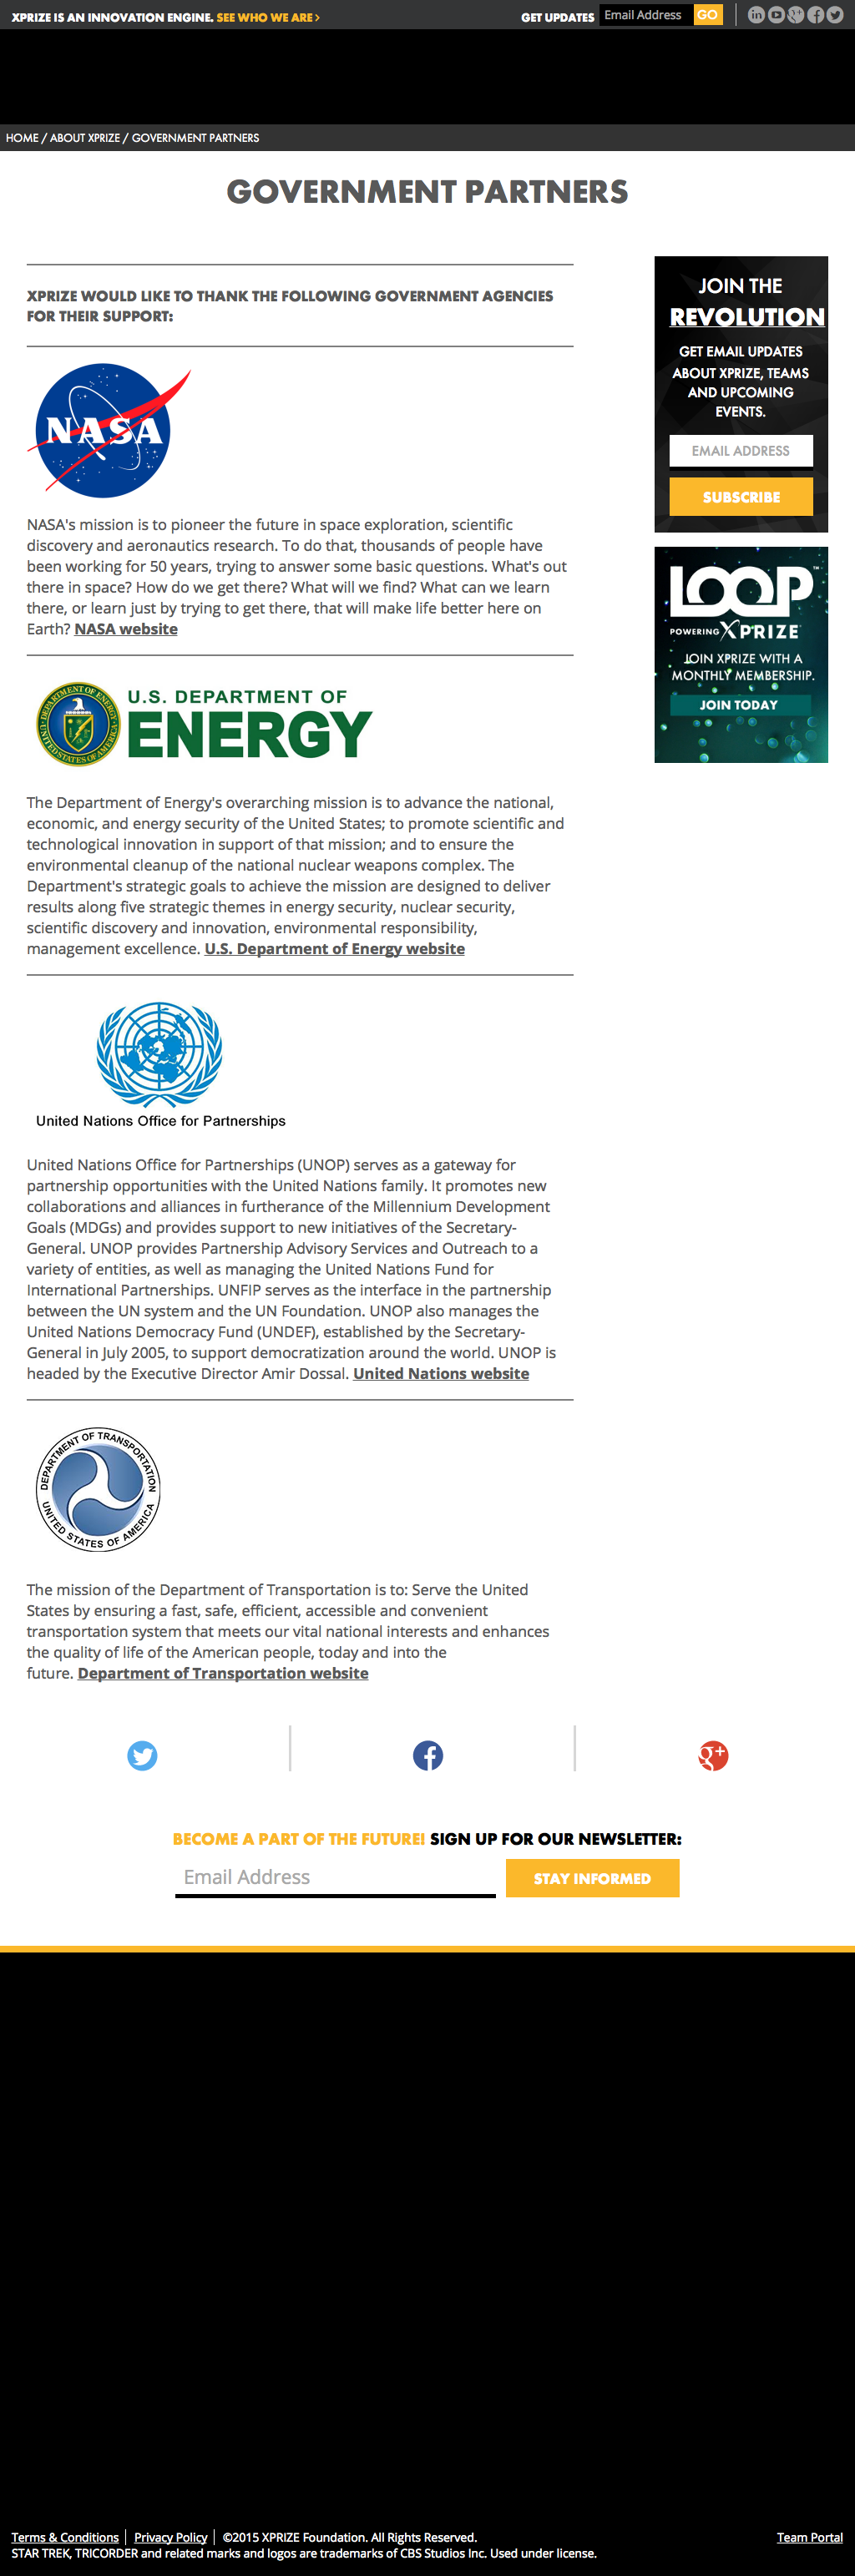 XPRIZE IS AN INNOVATION ENGINE. SEE WHO WE ARE >
GET UPDATES Email Address GO
HOME / ABOUT XPRIZE / GOVERNMENT PARTNERS
GOVERNMENT PARTNERS
XPRIZE WOULD LIKE TO THANK THE FOLLOWING GOVERNMENT AGENCIES
FOR THEIR SUPPORT:
NASA
NASA's mission is to pioneer the future in space exploration, scientific
discovery and aeronautics research. To do that, thousands of people have
been working for 50 years, trying to answer some basic questions. What's out
there in space? How do we get there? What will we find? What can we learn
there, or learn just by trying to get there, that will make life better here on
Earth? NASA website
DEPARTMENT OF ENERGY
UNITED STATES OF AMERICA
U.S. DEPARTMENT OF
ENERGY
The Department of Energy's overarching mission is to advance the national,
economic, and energy security of the United States; to promote scientific and
technological innovation in support of that mission; and to ensure the
environmental cleanup of the national nuclear weapons complex. The
Department's strategic goals to achieve the mission are designed to deliver
results along five strategic themes in energy security, nuclear security,
scientific discovery and innovation, environmental responsibility,
management excellence. U.S. Department of Energy website
United Nations Office for Partnerships
United Nations Office for Partnerships (UNOP) serves as a gateway for
partnership opportunities with the United Nations family. It promotes new
collaborations and alliances in furtherance of the Millennium Development
Goals (MDGs) and provides support to new initiatives of the Secretary-
General. UNOP provides Partnership Advisory Services and Outreach to a
variety of entities, as well as managing the United Nations Fund for
International Partnerships. UNFIP serves as the interface in the partnership
between the UN system and the UN Foundation. UNOP also manages the
United Nations Democracy Fund (UNDEF), established by the Secretary-
General in July 2005, to support democratization around the world. UNOP is
headed by the Executive Director Amir Dossal. United Nations website
DEPARTMENT OF TRANSPORTATION
UNITED STATES OF AMERICA
The mission of the Department of Transportation is to: Serve the United
States by ensuring a fast, safe, efficient, accessible and convenient
transportation system that meets our vital national interests and enhances
the quality of life of the American people, today and into the
future. Department of Transportation website
JOIN THE
REVOLUTION
GET EMAIL UPDATES
ABOUT XPRIZE, TEAMS
AND UPCOMING
EVENTS.
EMAIL ADDRESS
SUBSCRIBE
LOOP™
POWERING XPRIZE
JOIN XPRIZE WITH A
MONTHLY MEMBERSHIP.
JOIN TODAY
BECOME A PART OF THE FUTURE! SIGN UP FOR OUR NEWSLETTER:
Email Address
STAY INFORMED
Terms & Conditions | Privacy Policy | ©2015 XPRIZE Foundation. All Rights Reserved.
Team Portal
STAR TREK, TRICORDER and related marks and logos are trademarks of CBS Studios Inc. Used under license.